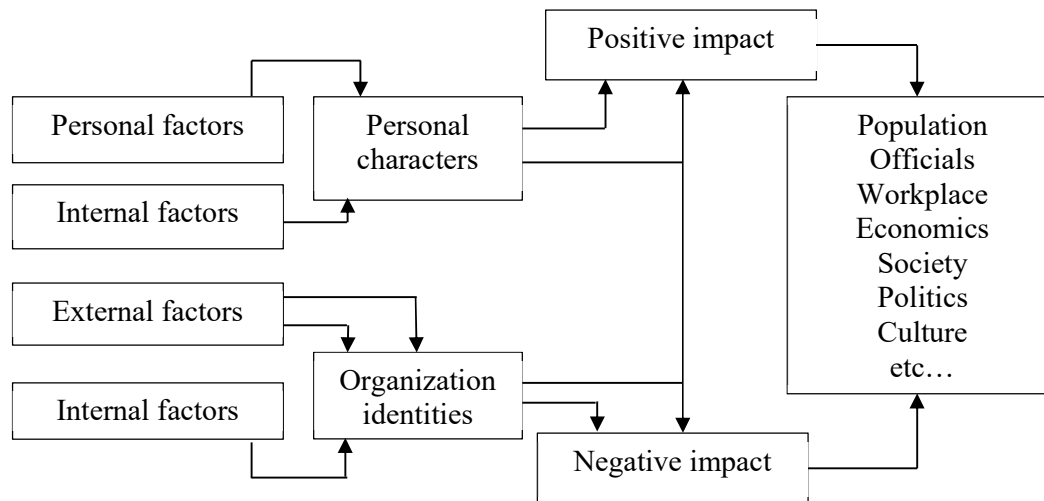 Positive impact
Personal factors
Personal
characters
Internal factors
Population
Officials
Workplace
Economics
Society
Politics
Culture
etc…
External factors
Internal factors
Organization
identities
Negative impact